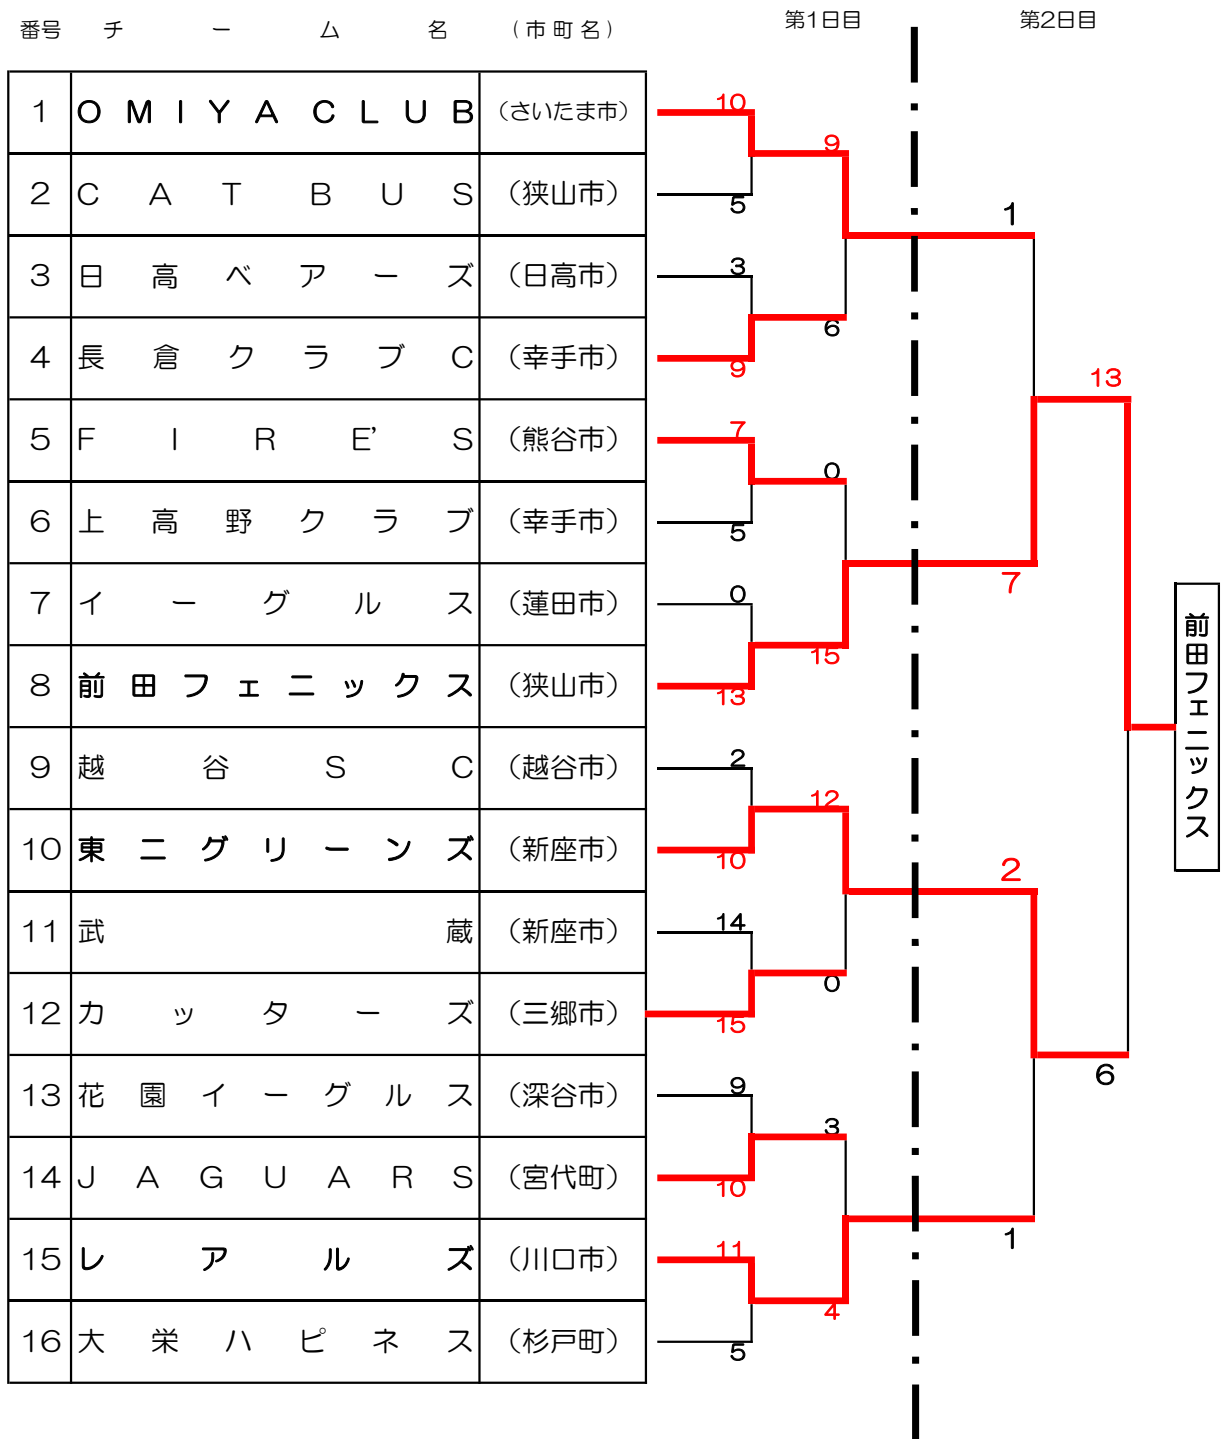 第1日目 第2日目
番号 チーム名 (市町名)
1 OMIYA CLUB (さいたま市) 10
9
2 CAT BUS (狭山市) 5
1
3 日高ベアーズ (日高市) 3
6
4 長倉クラブC (幸手市) 9
13
5 FIRE'S (熊谷市) 7
0
6 上高野クラブ (幸手市) 5
7
7 イーグルス (蓮田市) 0
15
8 前田フェニックス (狭山市) 13
前田フェニックス
9 越谷SC (越谷市) 2
12
10 東ニグリーンズ (新座市) 10
2
11 武蔵 (新座市) 14
0
12 カッターズ (三郷市) 15
6
13 花園イーグルス (深谷市) 9
3
14 JAGUARS (宮代町) 10
1
15 レアルズ (川口市) 11
4
16 大栄ハピネス (杉戸町) 5